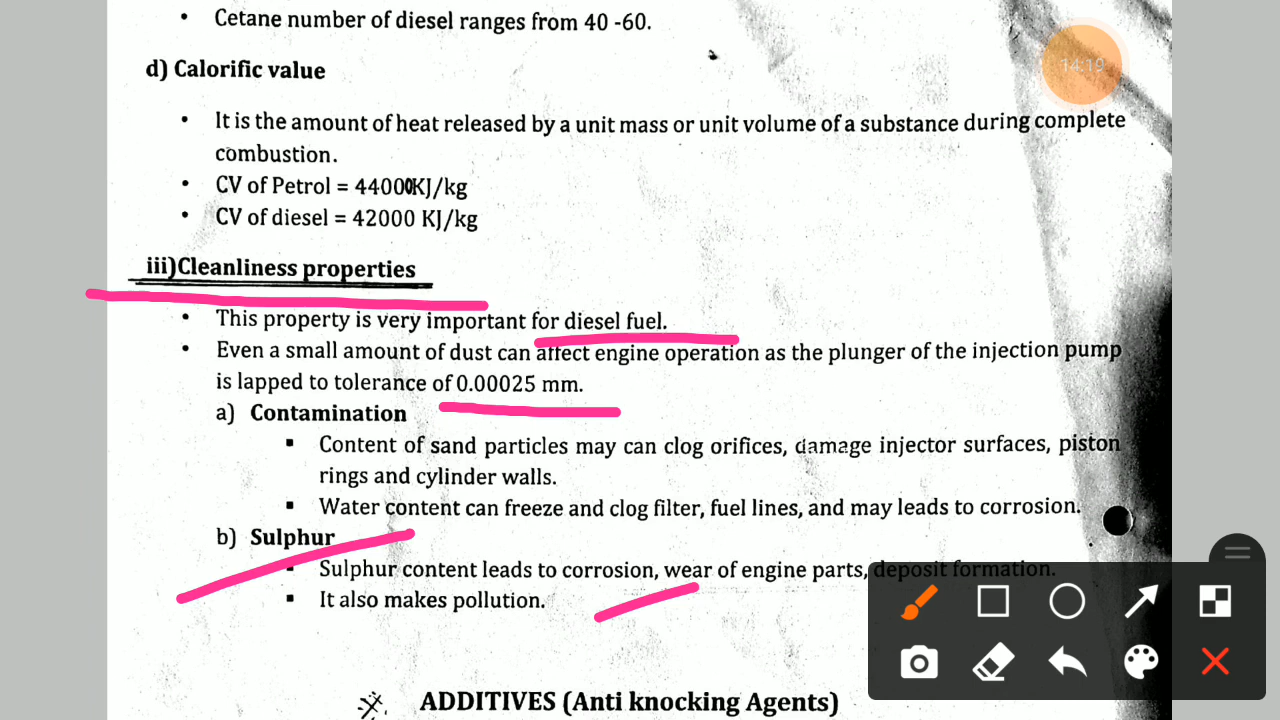 • Cetane number of diesel ranges from 40 -60.
14:19
d) Calorific value
• It is the amount of heat released by a unit mass or unit volume of a substance during complete
combustion.
• CV of Petrol = 44000KJ/kg
• CV of diesel = 42000 KJ/kg
iii)Cleanliness properties
• This property is very important for diesel fuel.
• Even a small amount of dust can affect engine operation as the plunger of the injection pump
is lapped to tolerance of 0.00025 mm.
a) Contamination
▪ Content of sand particles may can clog orifices, damage injector surfaces, piston
rings and cylinder walls.
▪ Water content can freeze and clog filter, fuel lines, and may leads to corrosion.
b) Sulphur
▪ Sulphur content leads to corrosion, wear of engine parts, deposit formation.
▪ It also makes pollution.
ADDITIVES (Anti knocking Agents)